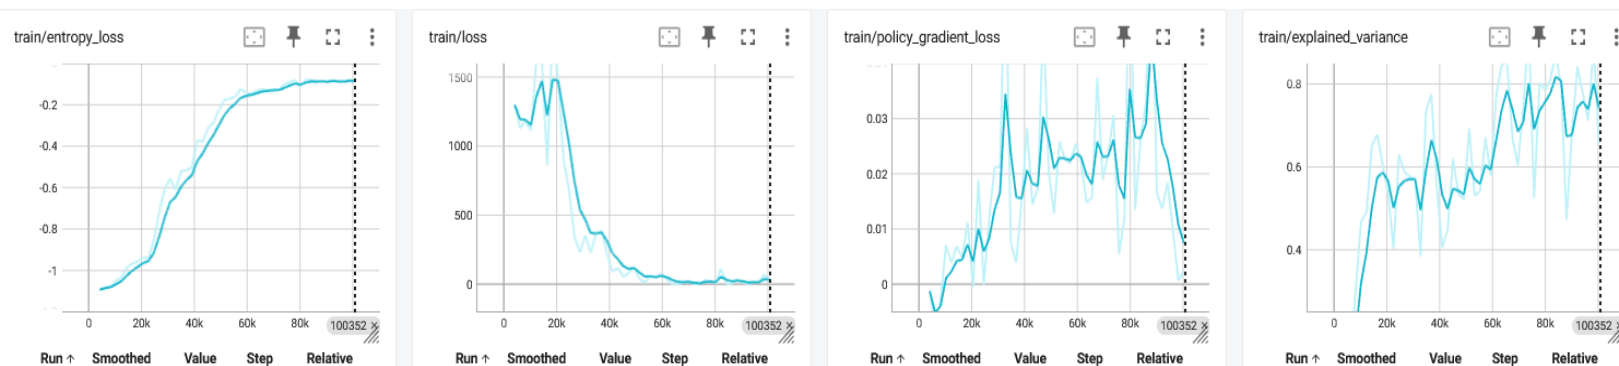 train/entropy_loss
-0.2
-0.4
-0.6
-0.8
-1
0 20k 40k 60k 80k 100352 ×
Run ↑ Smoothed Value Step Relative
train/loss
1500
1000
500
0
0 20k 40k 60k 80k 100352 ×
Run ↑ Smoothed Value Step Relative
train/policy_gradient_loss
0.03
0.02
0.01
0
0 20k 40k 60k 80k 100352 ×
Run ↑ Smoothed Value Step Relative
train/explained_variance
0.8
0.6
0.4
0 20k 40k 60k 80k 100352 ×
Run ↑ Smoothed Value Step Relative